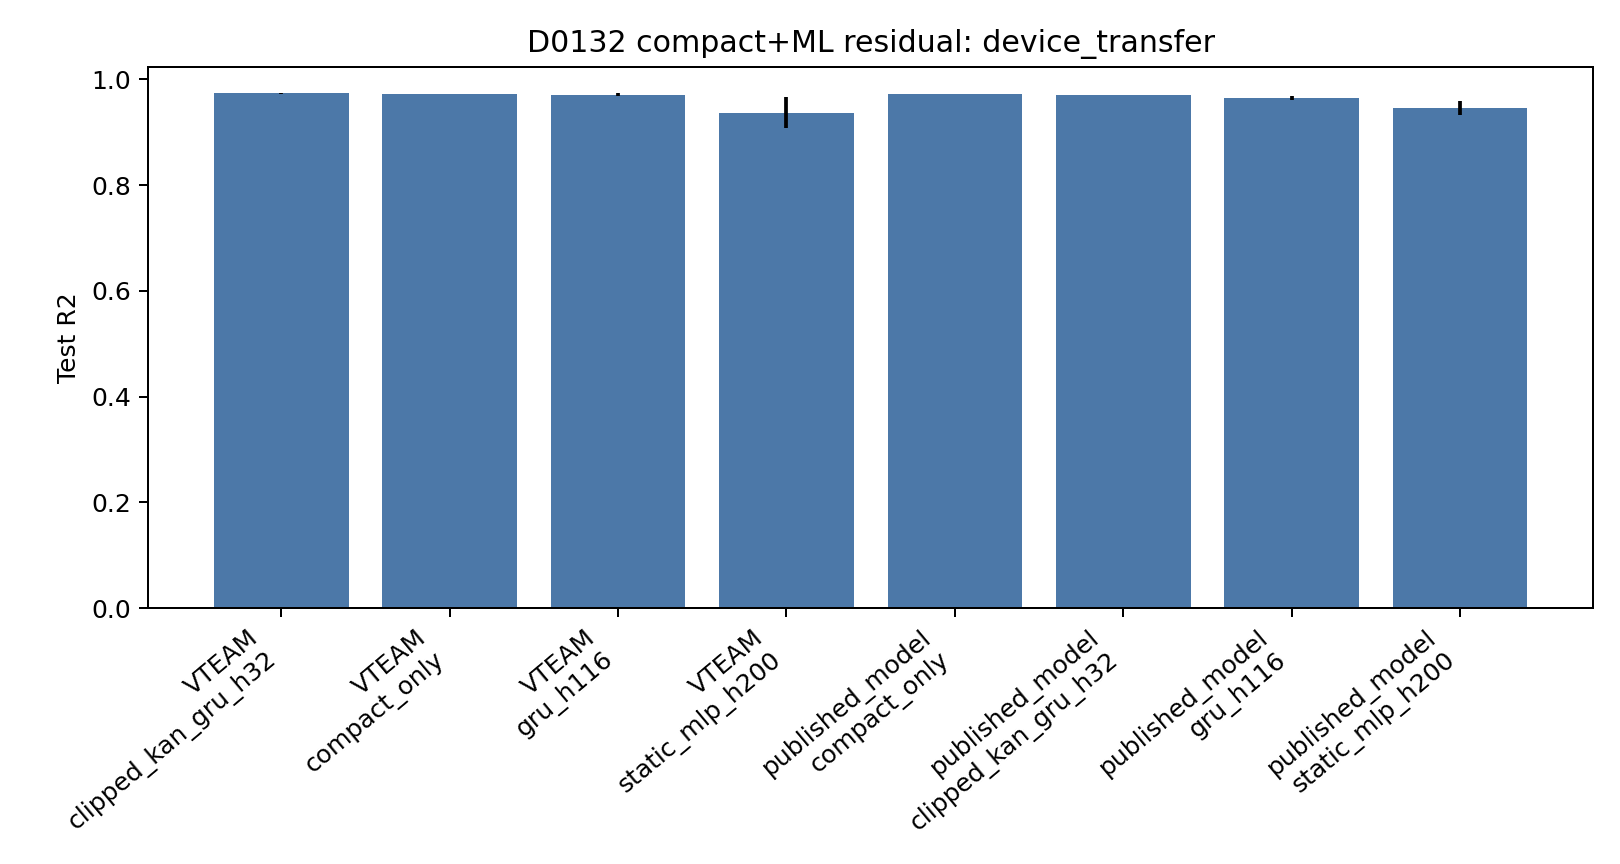 D0132 compact+ML residual: device_transfer
Test R2
1.0
0.8
0.6
0.4
0.2
0.0
VTEAM
clipped_kan_gru_h32
VTEAM
compact_only
VTEAM
gru_h116
VTEAM
static_mlp_h200
published_model
compact_only
published_model
clipped_kan_gru_h32
published_model
gru_h116
published_model
static_mlp_h200